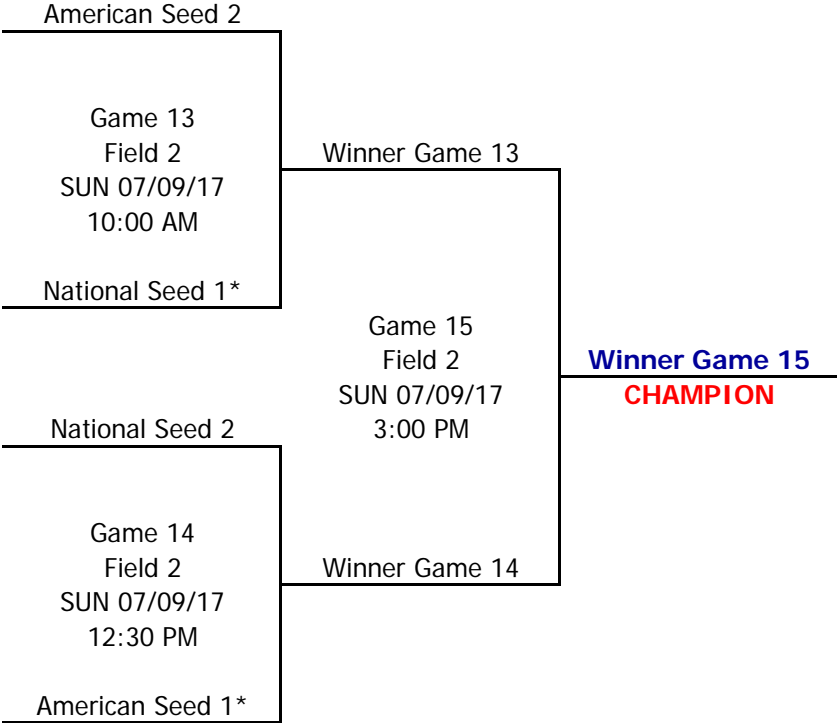 American Seed 2
Game 13
Field 2
SUN 07/09/17
10:00 AM
National Seed 1*
Winner Game 13
Game 15
Field 2
SUN 07/09/17
3:00 PM
Winner Game 15
CHAMPION
National Seed 2
Game 14
Field 2
SUN 07/09/17
12:30 PM
American Seed 1*
Winner Game 14